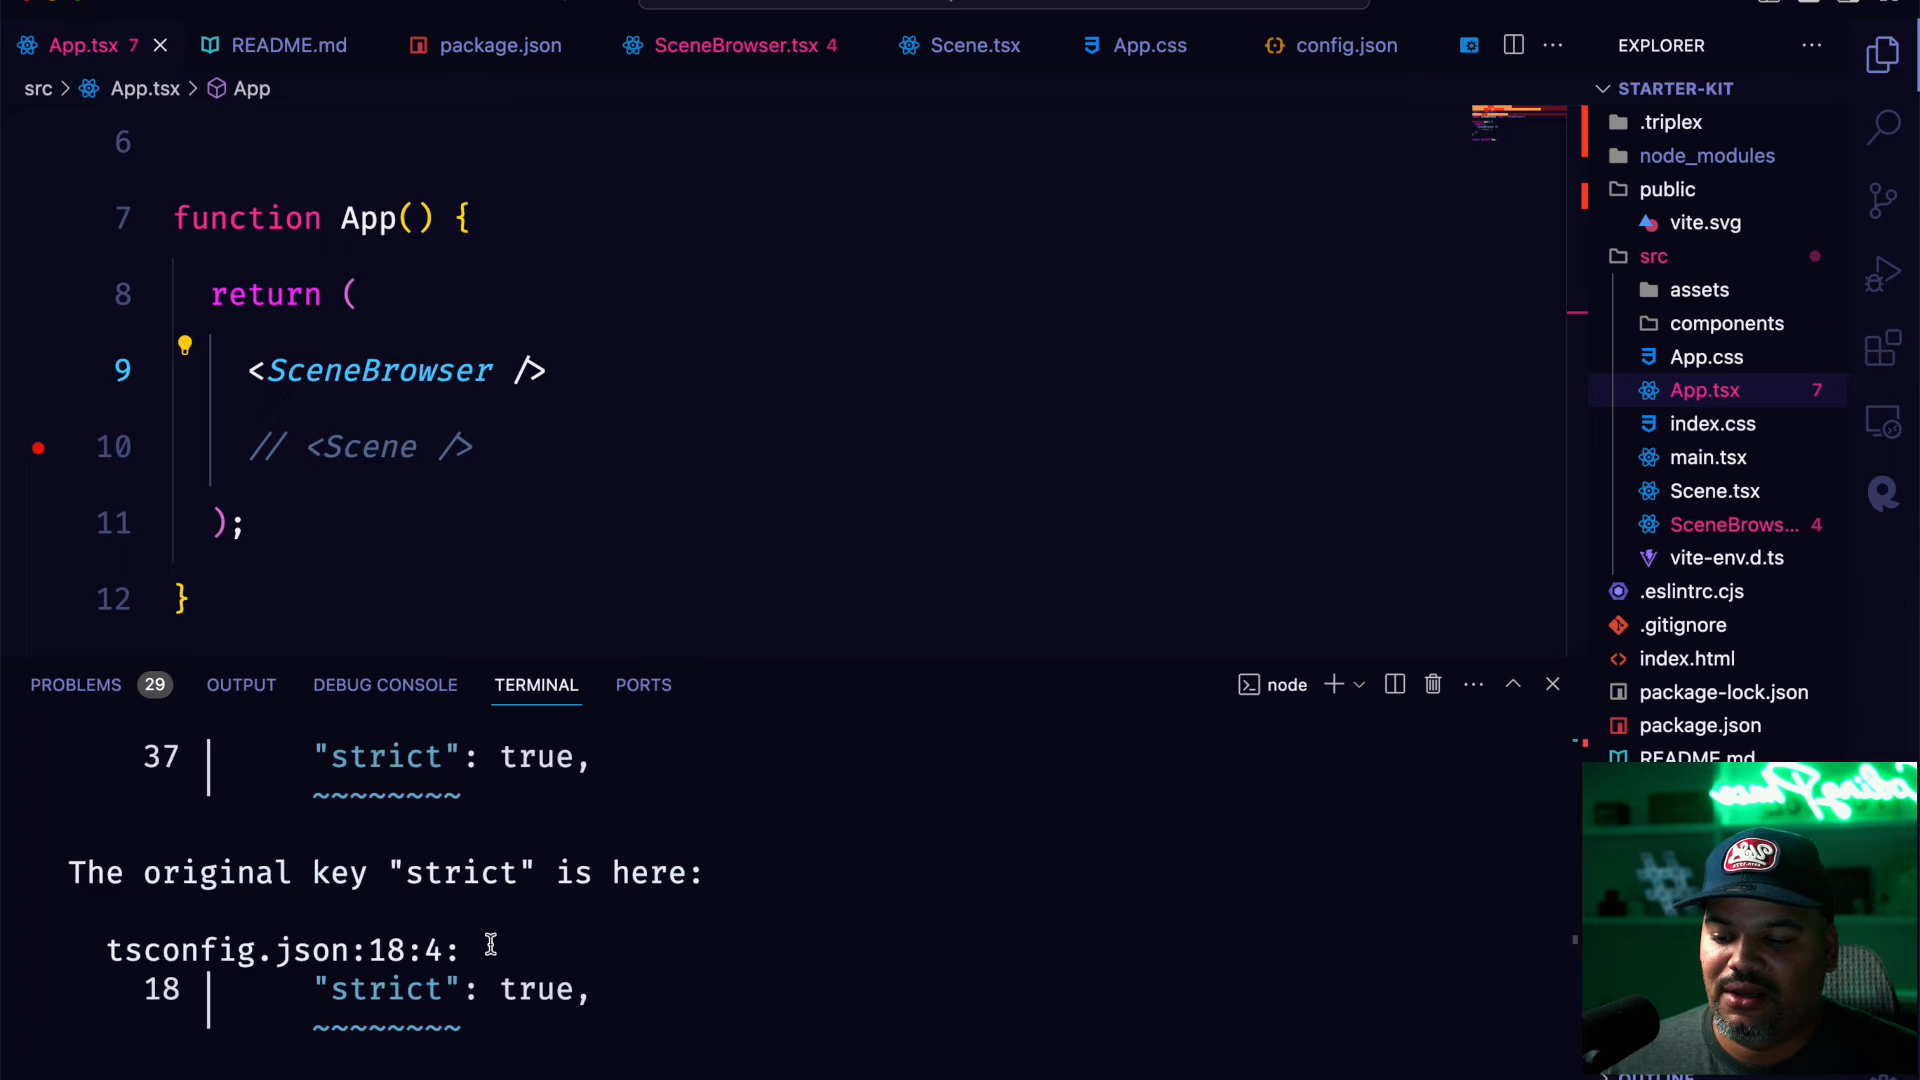 App.tsx 7
README.md
package.json
SceneBrowser.tsx 4
Scene.tsx
App.css
config.json
EXPLORER
src > App.tsx > App
STARTER-KIT
.triplex
node_modules
public
vite.svg
src
assets
components
App.css
App.tsx 7
index.css
main.tsx
Scene.tsx
SceneBrows... 4
vite-env.d.ts
.eslintrc.cjs
.gitignore
index.html
package-lock.json
package.json
README.md
6
7 function App() {
8 return (
9 <SceneBrowser />
10 // <Scene />
11 );
12 }
PROBLEMS 29 OUTPUT DEBUG CONSOLE TERMINAL PORTS
node
37 | "strict": true,
~~~~~~~~
The original key "strict" is here:
tsconfig.json:18:4:
18 | "strict": true,
~~~~~~~~